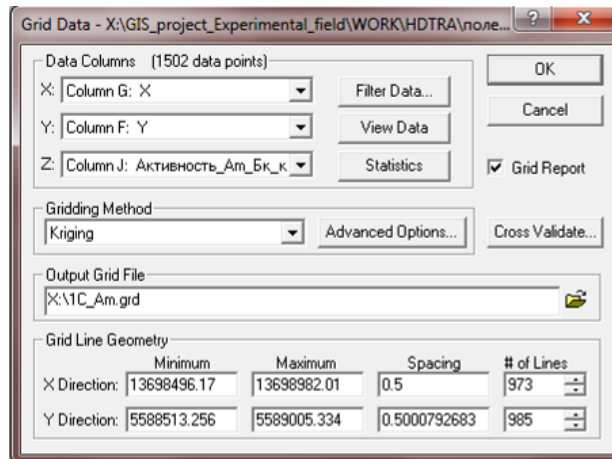 Grid Data - X:\GIS_project_Experimental_field\WORK\HDTRA\поле...
Data Columns (1502 data points)
X: Column G: X
Filter Data...
Y: Column F: Y
View Data
Z: Column J: Активность_Am_Бк_к
Statistics
OK
Cancel
Grid Report
Gridding Method
Kriging
Advanced Options...
Cross Validate...
Output Grid File
X:\1C_Am.grd
Grid Line Geometry
Minimum Maximum Spacing # of Lines
X Direction: 13698496.17 13698982.01 0.5 973
Y Direction: 5588513.256 5589005.334 0.5000792683 985